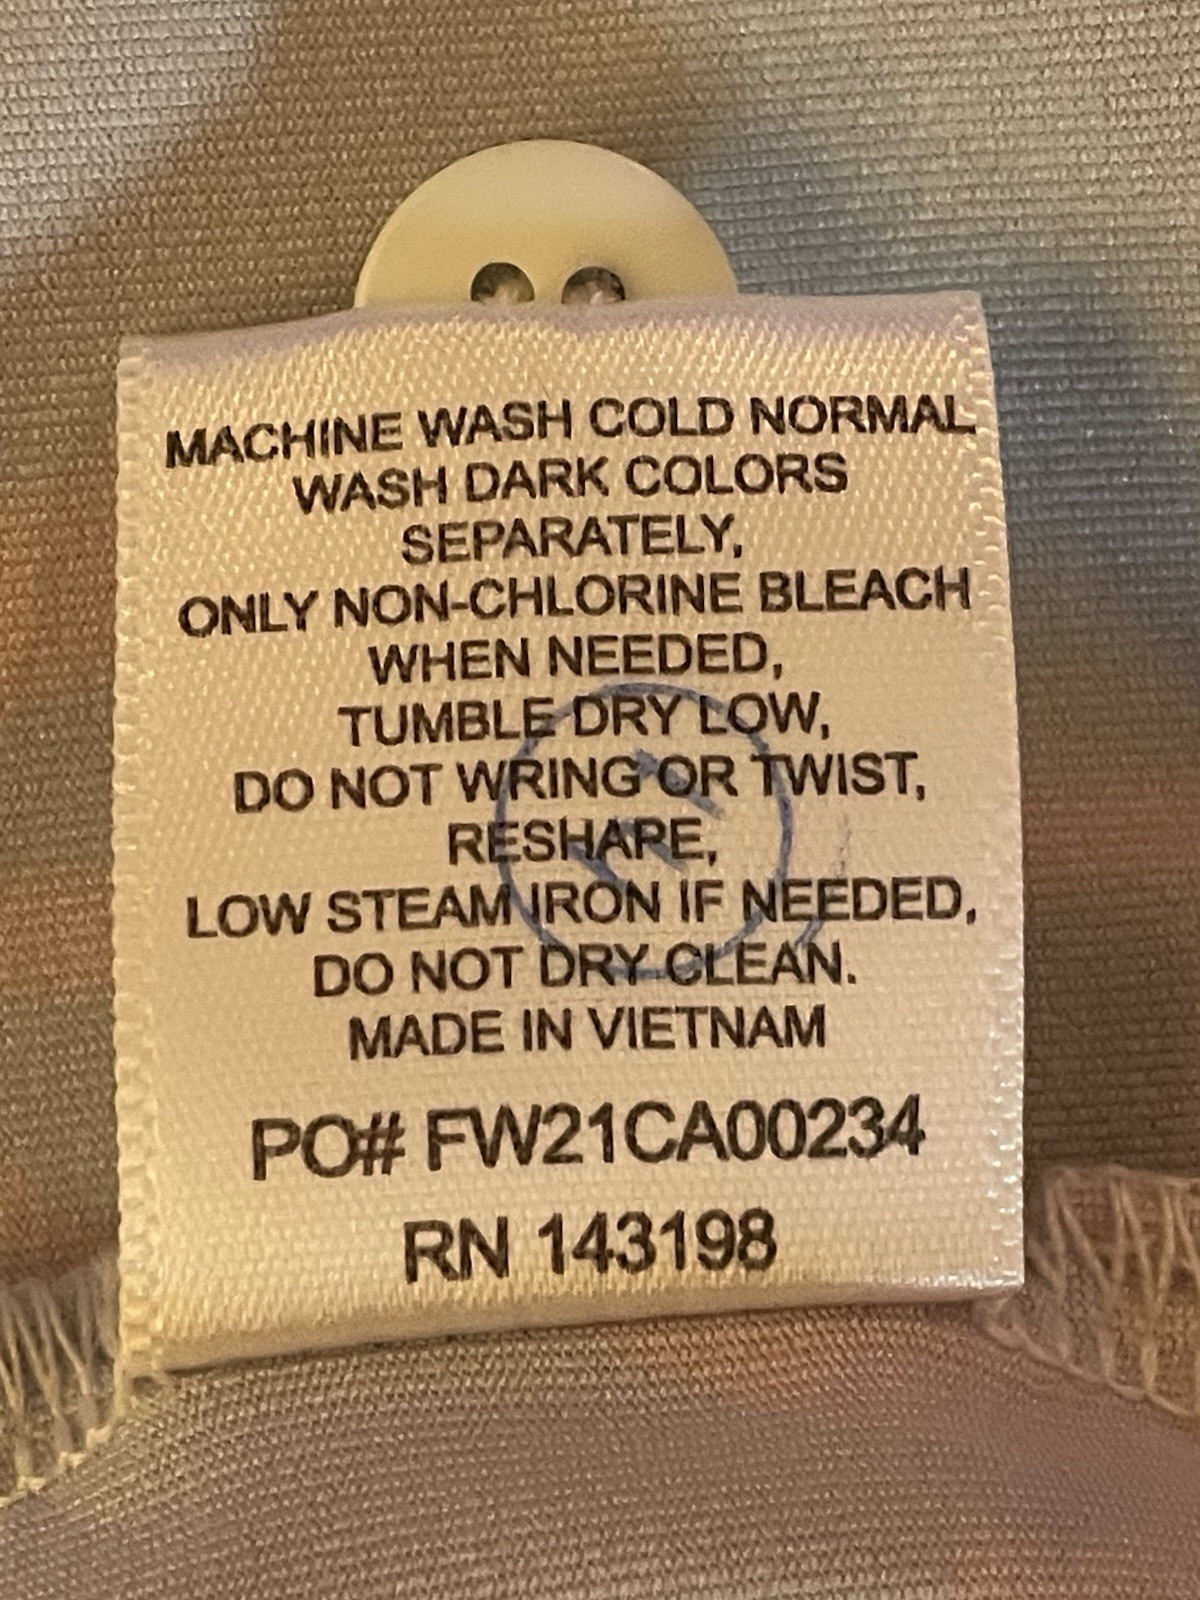 MACHINE WASH COLD NORMAL
WASH DARK COLORS
SEPARATELY,
ONLY NON-CHLORINE BLEACH
WHEN NEEDED,
TUMBLE DRY LOW,
DO NOT WRING OR TWIST,
RESHAPE,
LOW STEAM IRON IF NEEDED,
DO NOT DRY CLEAN.
MADE IN VIETNAM
PO# FW21CA00234
RN 143198